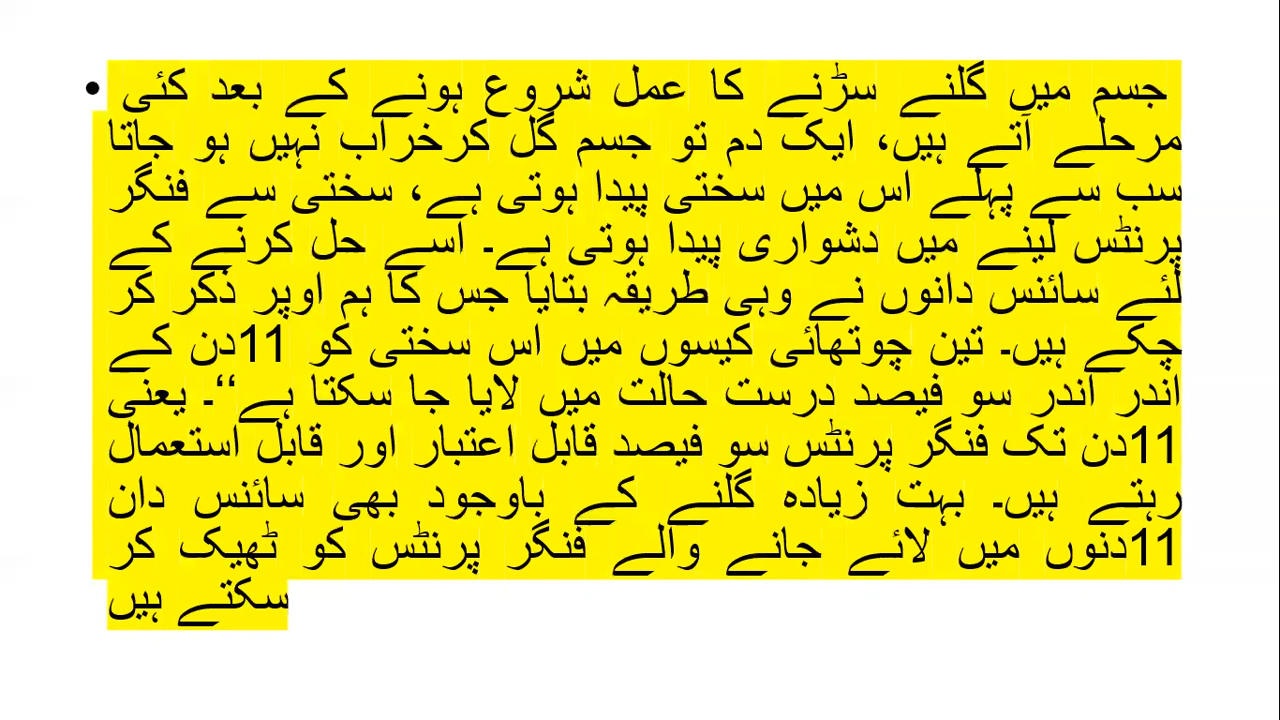 • جسم میں گلنے سڑنے کا عمل شروع ہونے کے بعد کئی
مرحلے آتے ہیں، ایک دم تو جسم گل کرخراب نہیں ہو جاتا
سب سے پہلے اس میں سختی پیدا ہوتی ہے، سختی سے فنگر
پرنٹس لینے میں دشواری پیدا ہوتی ہے۔ اسے حل کرنے کے
لئے سائنس دانوں نے وہی طریقہ بتایا جس کا ہم اوپر ذکر کر
چکے ہیں۔ تین چوتھائی کیسوں میں اس سختی کو 11دن کے
اندر اندر سو فیصد درست حالت میں لایا جا سکتا ہے‘‘۔ یعنی
11دن تک فنگر پرنٹس سو فیصد قابل اعتبار اور قابل استعمال
رہتے ہیں۔ بہت زیادہ گلنے کے باوجود بھی سائنس دان
11دنوں میں لائے جانے والے فنگر پرنٹس کو ٹھیک کر
سکتے ہیں